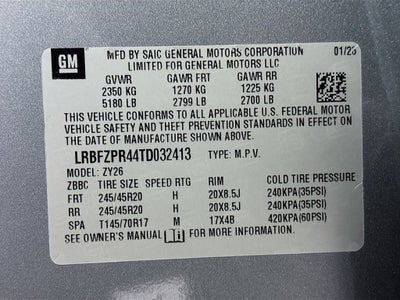 GM
MFD BY SAIC GENERAL MOTORS CORPORATION
LIMITED FOR GENERAL MOTORS LLC
01/26
GVWR GAWR FRT GAWR RR
2350 KG 1270 KG 1225 KG
5180 LB 2799 LB 2700 LB
THIS VEHICLE CONFORMS TO ALL APPLICABLE U.S. FEDERAL MOTOR
VEHICLE SAFETY AND THEFT PREVENTION STANDARDS IN EFFECT ON
THE DATE OF MANUFACTURE ABOVE.
LRBFZPR44TD032413 TYPE: M.P.V.
MODEL: ZY26
ZBBC TIRE SIZE SPEED RTG RIM COLD TIRE PRESSURE
FRT 245/45R20 H 20X8.5J 240KPA(35PSI)
RR 245/45R20 H 20X8.5J 240KPA(35PSI)
SPA T145/70R17 M 17X4B 420KPA(60PSI)
SEE OWNER'S MANUAL FOR MORE INFORMATION.